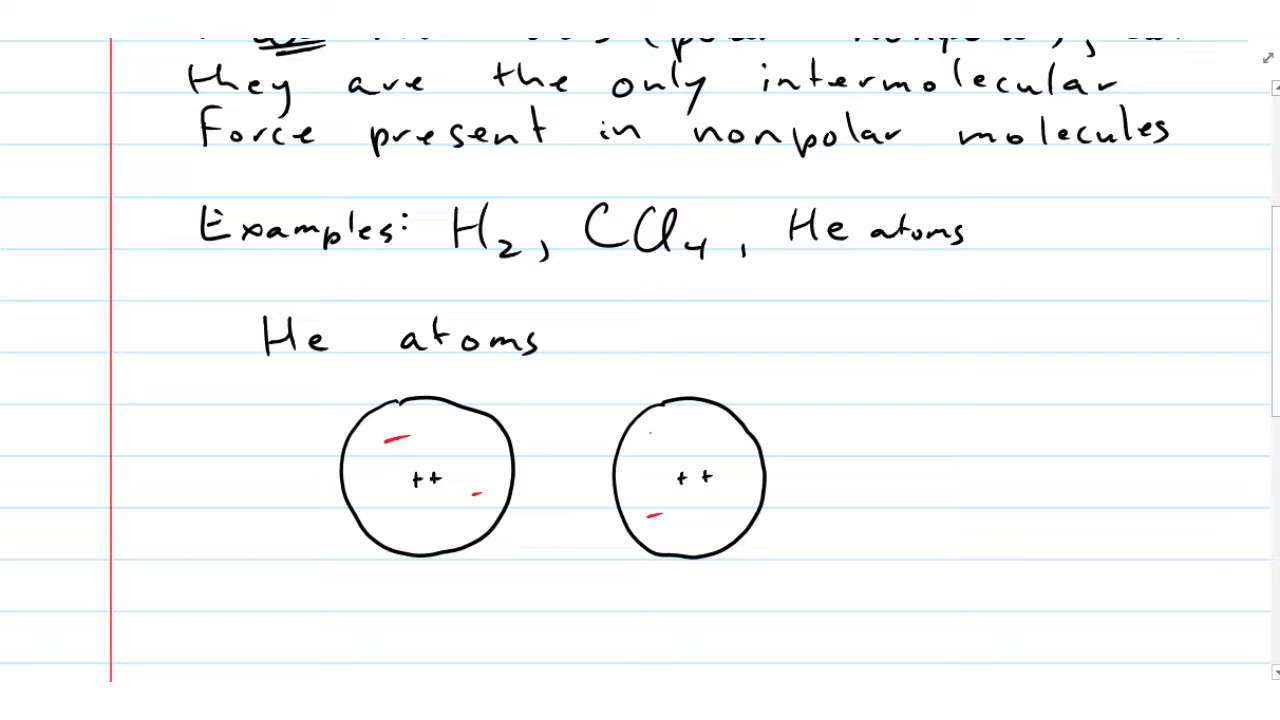 they are the only intermolecular
Force present in nonpolar molecules
Examples: H₂, CCl₄, He atoms
He atoms
- ++ -
++ -